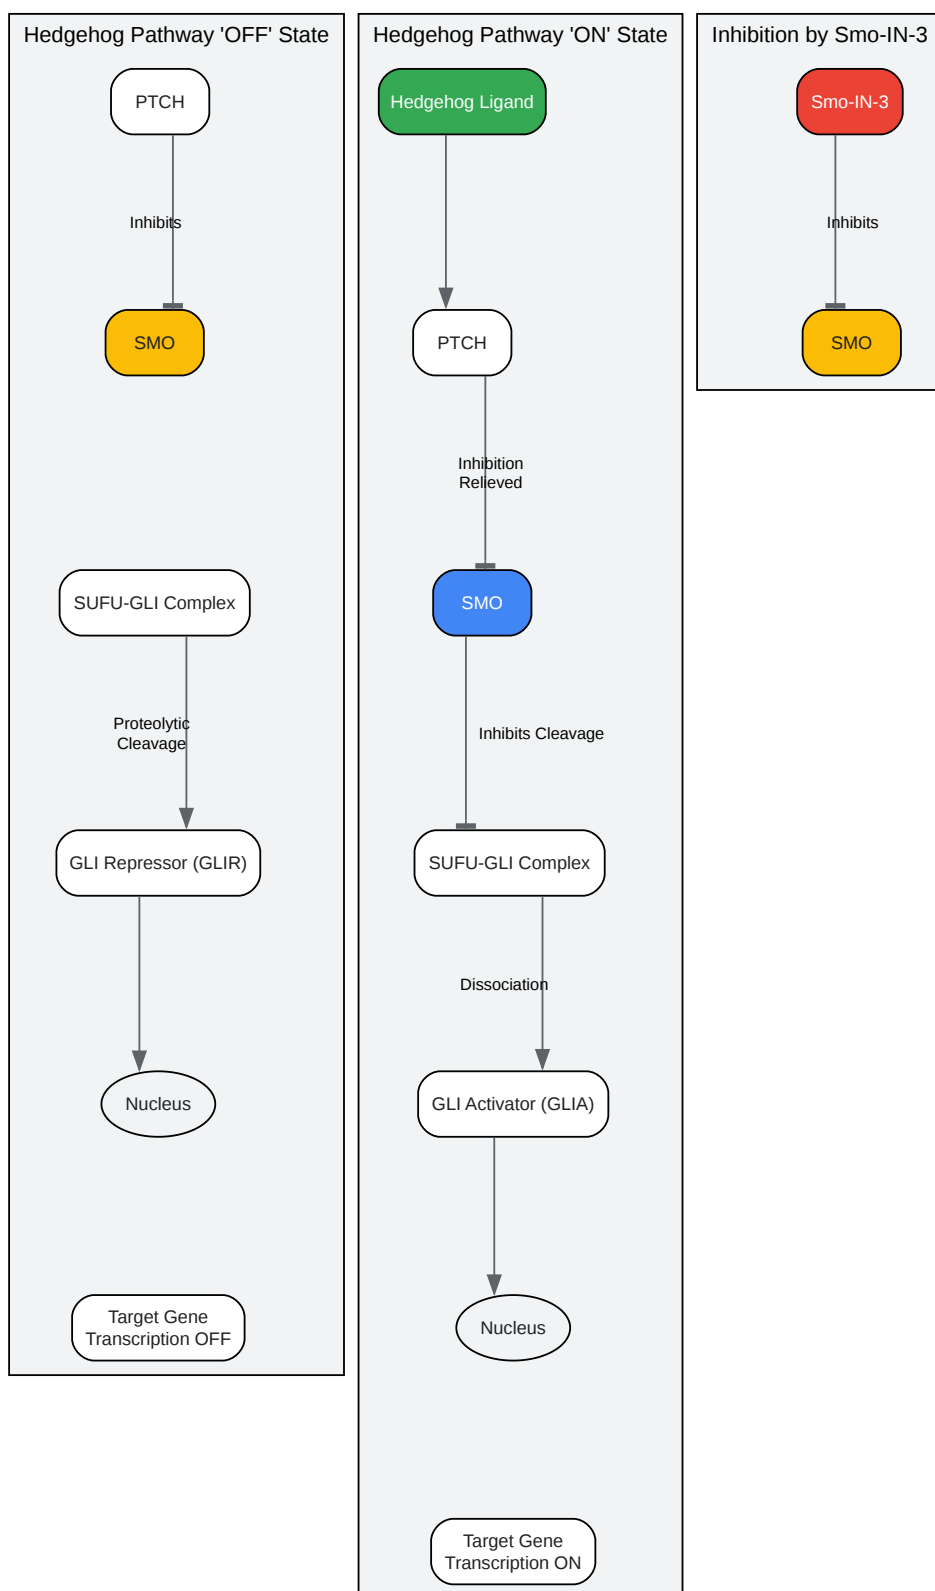 Hedgehog Pathway 'OFF' State
PTCH
Inhibits
SMO
SUFU-GLI Complex
Proteolytic
Cleavage
GLI Repressor (GLIR)
Nucleus
Target Gene
Transcription OFF
Hedgehog Pathway 'ON' State
Hedgehog Ligand
PTCH
Inhibition
Relieved
SMO
Inhibits Cleavage
SUFU-GLI Complex
Dissociation
GLI Activator (GLIA)
Nucleus
Target Gene
Transcription ON
Inhibition by Smo-IN-3
Smo-IN-3
Inhibits
SMO